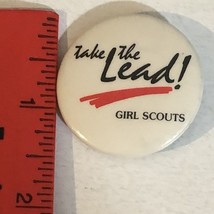 take the
Lead!
GIRL SCOUTS
1
2